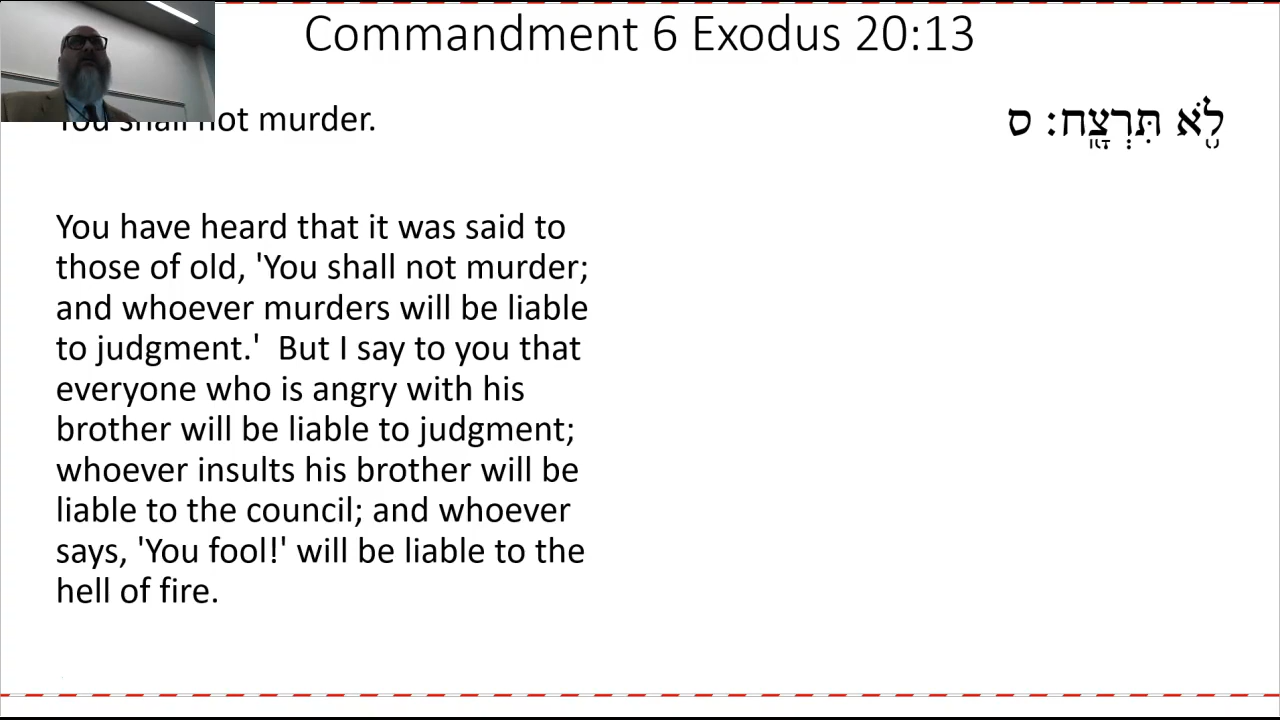 Commandment 6 Exodus 20:13
You shall not murder.
לֹ֖֥א תִּֿרְצָֽ֖ח׃ ס
You have heard that it was said to
those of old, 'You shall not murder;
and whoever murders will be liable
to judgment.'  But I say to you that
everyone who is angry with his
brother will be liable to judgment;
whoever insults his brother will be
liable to the council; and whoever
says, 'You fool!' will be liable to the
hell of fire.